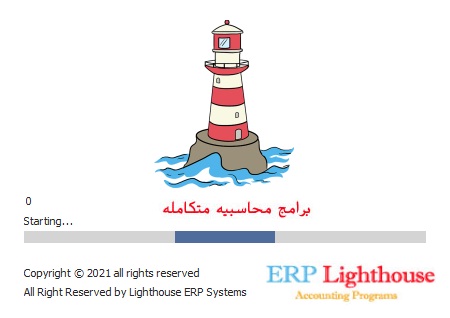 برامج محاسبيه متكامله
0
Starting...
Copyright © 2021 all rights reserved
All Right Reserved by Lighthouse ERP Systems
ERP Lighthouse
Accounting Programs